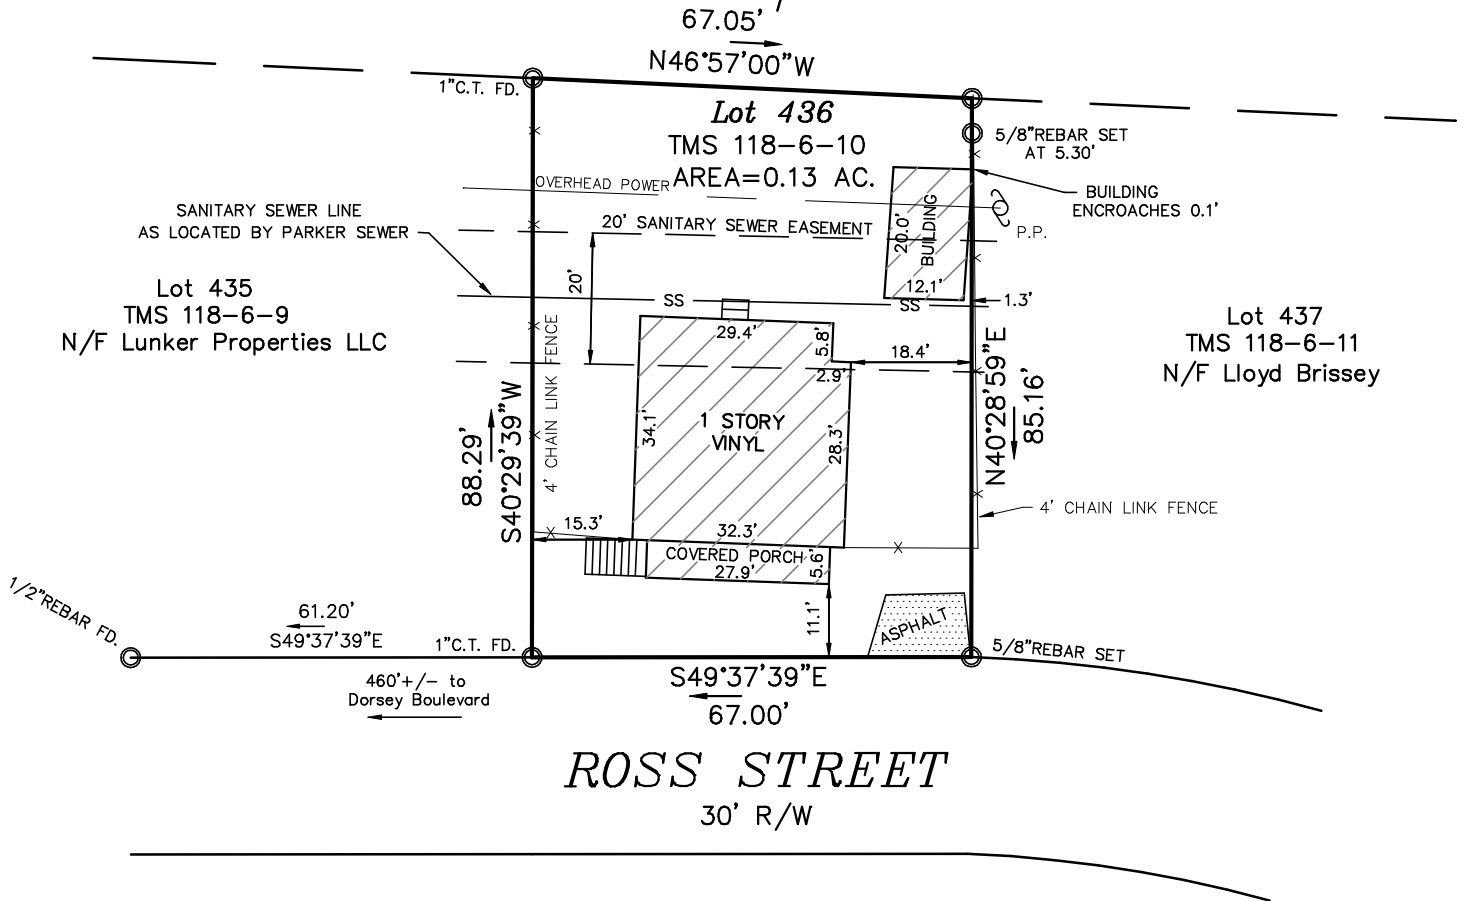 67.05'
N46°57'00"W
1"C.T. FD.
Lot 436
TMS 118-6-10
AREA=0.13 AC.
5/8"REBAR SET
AT 5.30'
OVERHEAD POWER
BUILDING
ENCROACHES 0.1'
SANITARY SEWER LINE
AS LOCATED BY PARKER SEWER
20' SANITARY SEWER EASEMENT
20.0'
BUILDING
12.1'
P.P.
20'
SS
SS
1.3'
Lot 435
TMS 118-6-9
N/F Lunker Properties LLC
Lot 437
TMS 118-6-11
N/F Lloyd Brissey
29.4'
5.8'
18.4'
2.9'
4' CHAIN LINK FENCE
34.1'
1 STORY
VINYL
28.3'
88.29'
S40°29'39"W
N40°28'59"E
85.16'
4' CHAIN LINK FENCE
15.3'
32.3'
COVERED PORCH
27.9'
5.6'
11.1'
ASPHALT
1/2"REBAR FD.
61.20'
S49°37'39"E
1"C.T. FD.
5/8"REBAR SET
460'+/- to
Dorsey Boulevard
S49°37'39"E
67.00'
ROSS STREET
30' R/W